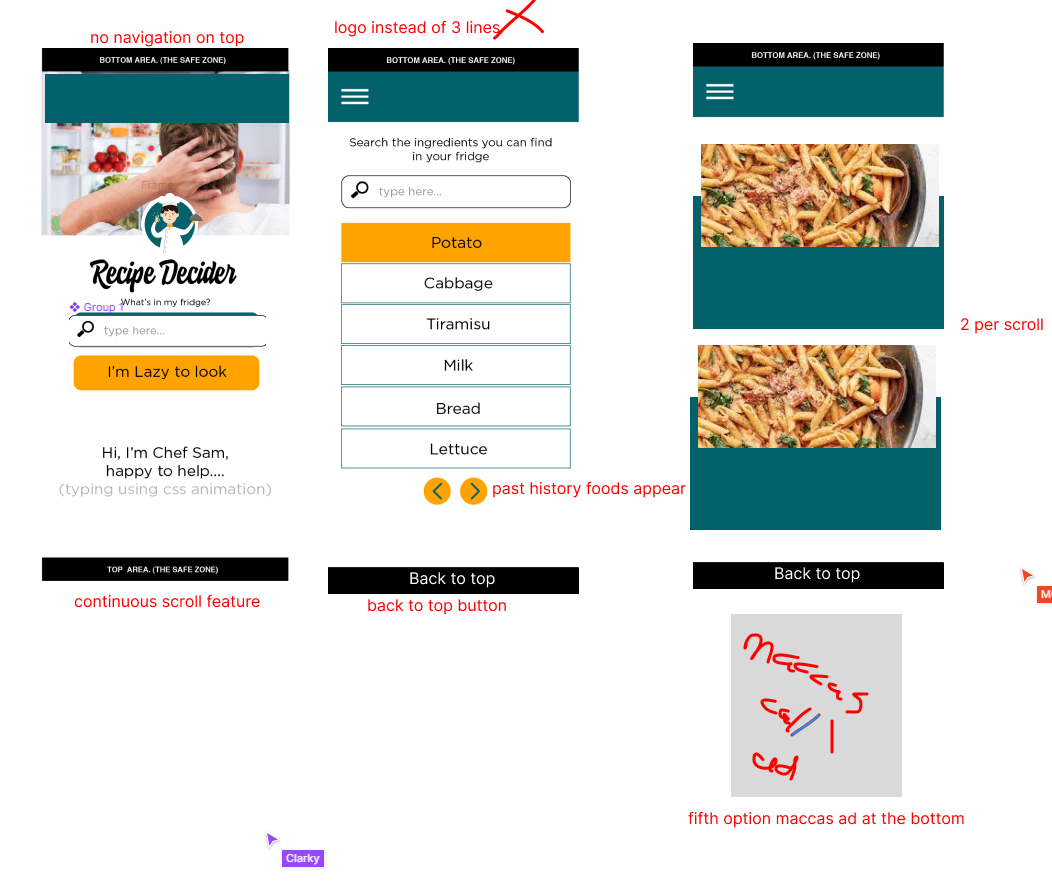 no navigation on top
BOTTOM AREA. (THE SAFE ZONE)
Frame
Recipe Decider
What's in my fridge?
Group 1
type here...
I'm Lazy to look
Hi, I'm Chef Sam,
happy to help....
(typing using css animation)
TOP AREA. (THE SAFE ZONE)
continuous scroll feature
Clarky
logo instead of 3 lines
BOTTOM AREA. (THE SAFE ZONE)
Search the ingredients you can find
in your fridge
type here...
Potato
Cabbage
Tiramisu
Milk
Bread
Lettuce
past history foods appear
Back to top
back to top button
BOTTOM AREA. (THE SAFE ZONE)
2 per scroll
Back to top
maccas
fifth option maccas ad at the bottom